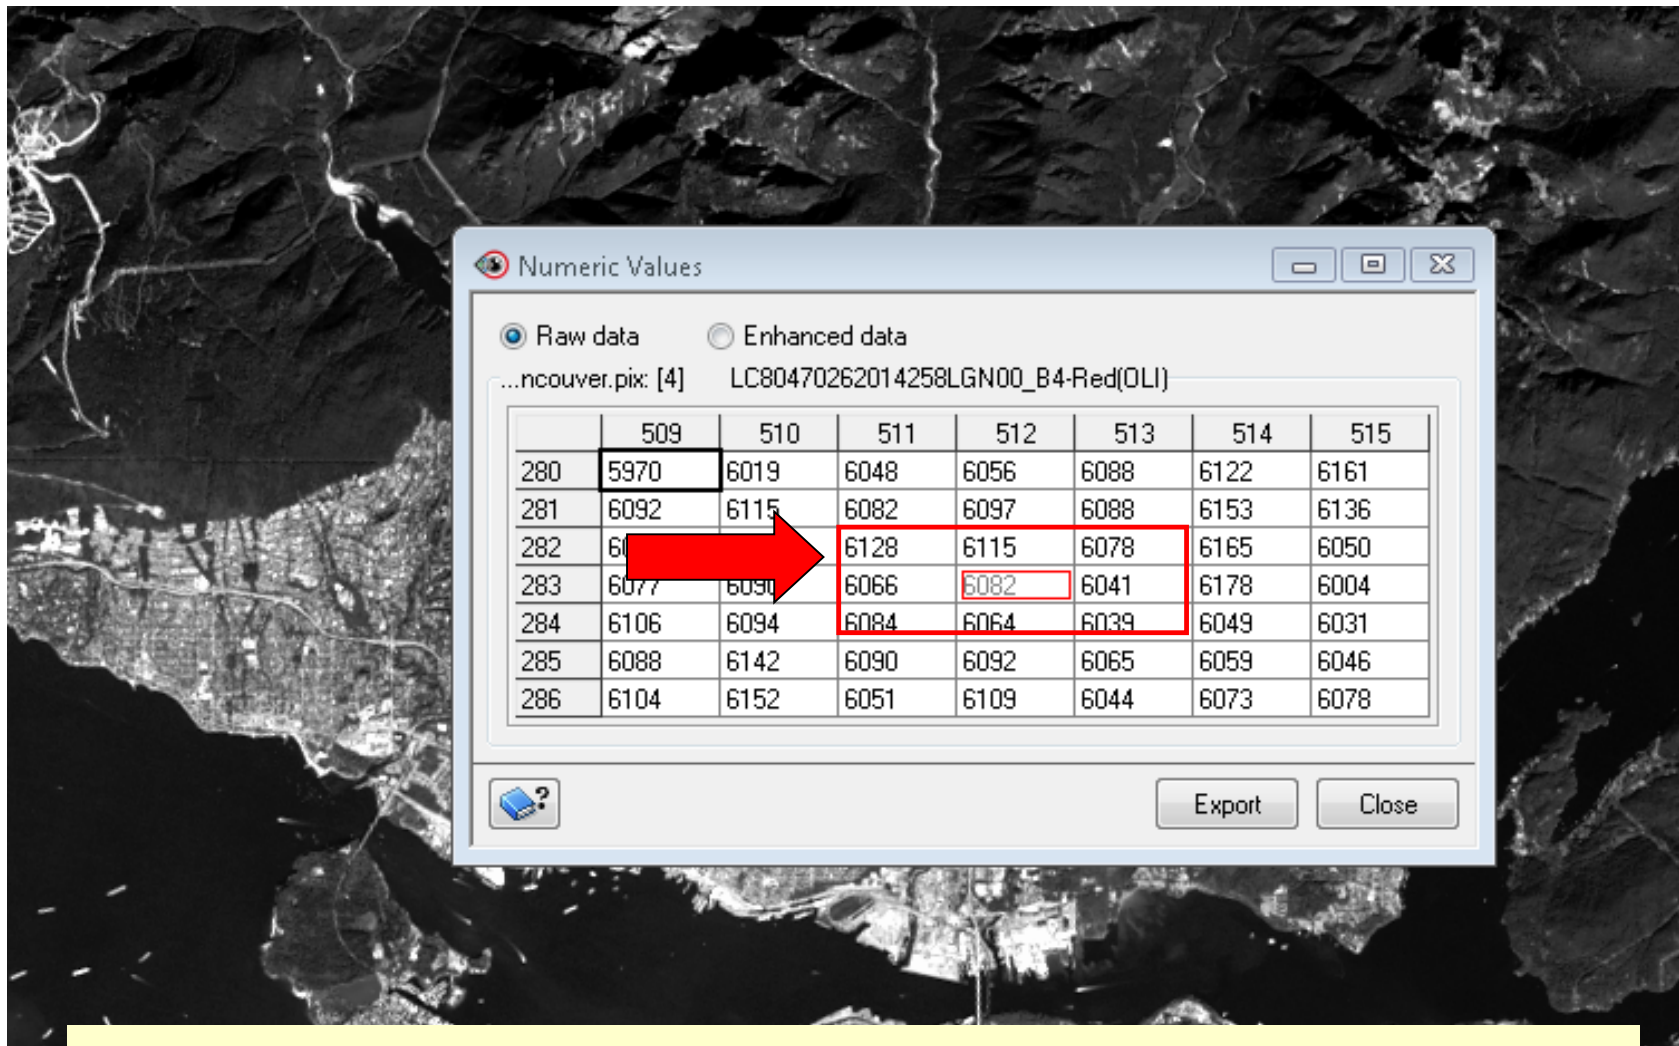 Numeric Values
Raw data Enhanced data
...ncouver.pix: [4] LC80470262014258LGN00_B4-Red(OLI)
509 510 511 512 513 514 515
280 5970 6019 6048 6056 6088 6122 6161
281 6092 6115 6082 6097 6088 6153 6136
282 6128 6115 6078 6165 6050
283 6077 6090 6066 6082 6041 6178 6004
284 6106 6094 6084 6064 6039 6049 6031
285 6088 6142 6090 6092 6065 6059 6046
286 6104 6152 6051 6109 6044 6073 6078
? Export Close